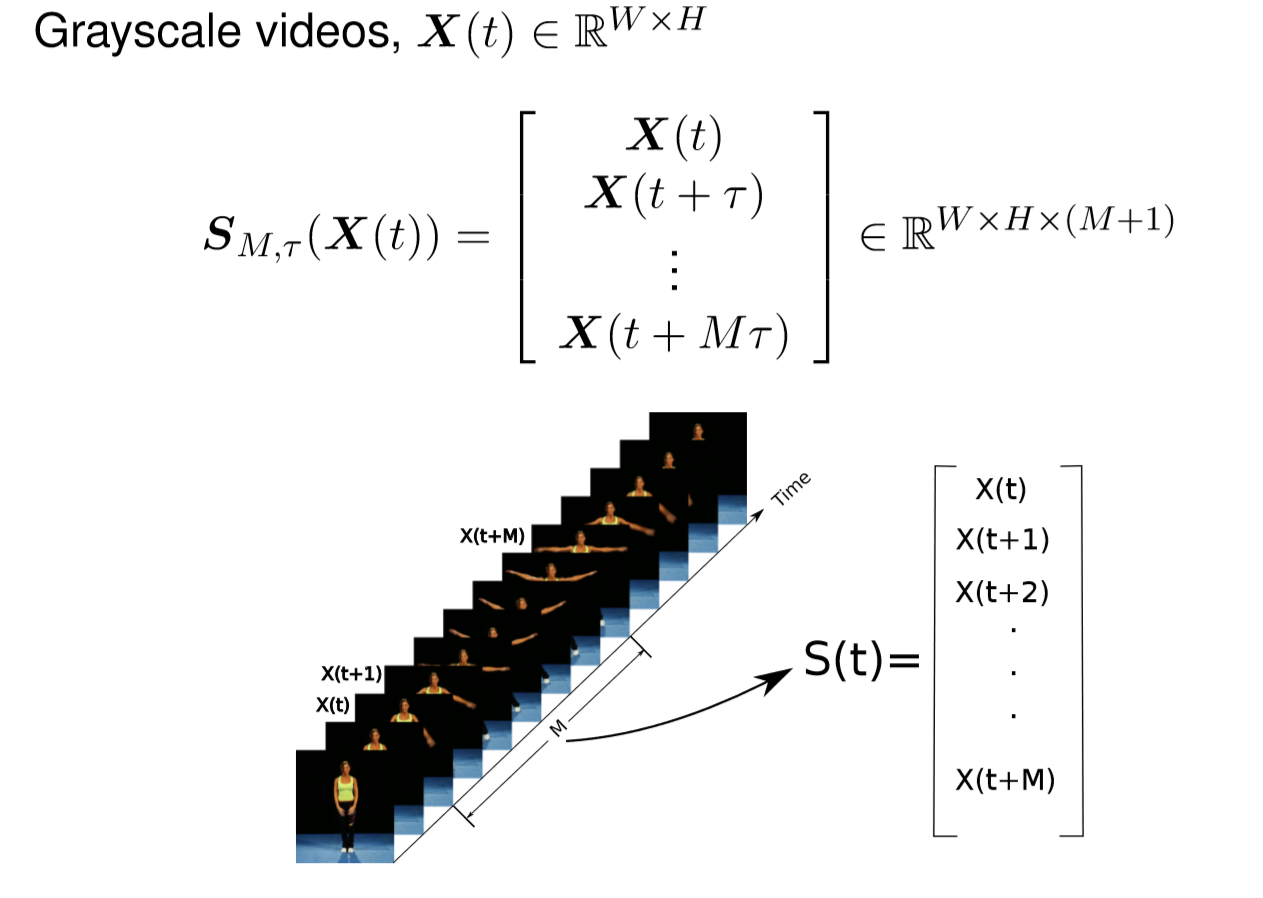 Grayscale videos, X(t) ∈ ℝ^{W×H}
S_{M,τ}(X(t)) = [ X(t)
X(t + τ)
⋮
X(t + Mτ) ] ∈ ℝ^{W×H×(M+1)}
Time
X(t+M)
X(t+1)
X(t)
M
S(t)=
X(t)
X(t+1)
X(t+2)
.
.
.
X(t+M)